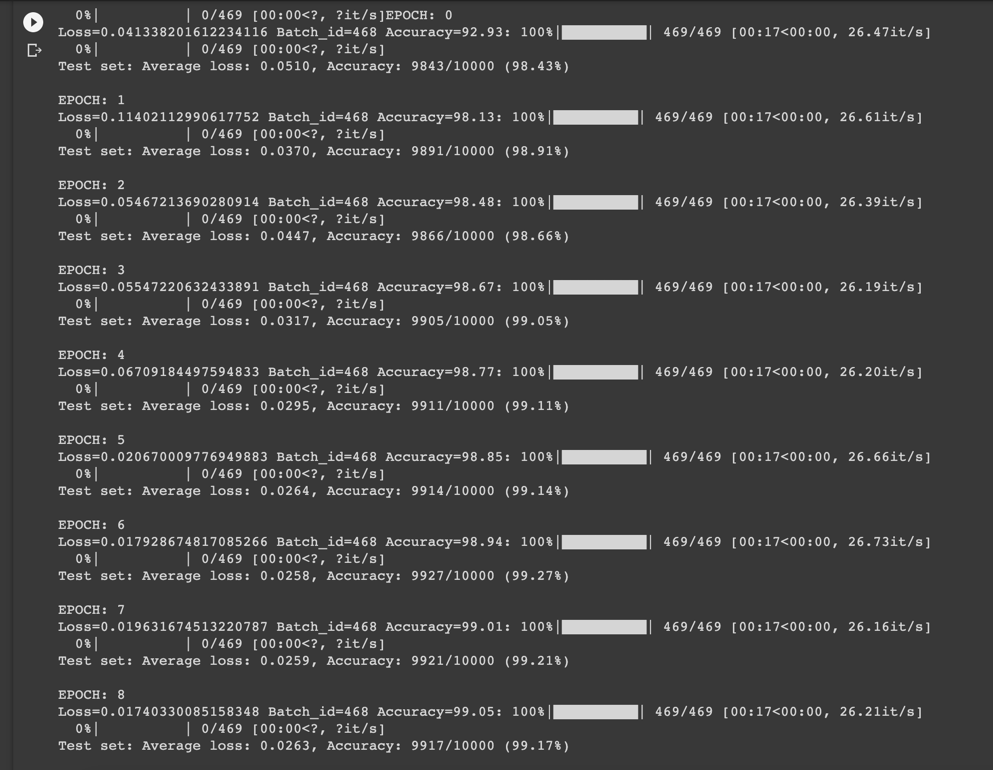 0%|          | 0/469 [00:00<?, ?it/s]EPOCH: 0
Loss=0.041338201612234116 Batch_id=468 Accuracy=92.93: 100%|██████████| 469/469 [00:17<00:00, 26.47it/s]
0%|          | 0/469 [00:00<?, ?it/s]
Test set: Average loss: 0.0510, Accuracy: 9843/10000 (98.43%)
EPOCH: 1
Loss=0.11402112990617752 Batch_id=468 Accuracy=98.13: 100%|██████████| 469/469 [00:17<00:00, 26.61it/s]
0%|          | 0/469 [00:00<?, ?it/s]
Test set: Average loss: 0.0370, Accuracy: 9891/10000 (98.91%)
EPOCH: 2
Loss=0.05467213690280914 Batch_id=468 Accuracy=98.48: 100%|██████████| 469/469 [00:17<00:00, 26.39it/s]
0%|          | 0/469 [00:00<?, ?it/s]
Test set: Average loss: 0.0447, Accuracy: 9866/10000 (98.66%)
EPOCH: 3
Loss=0.05547220632433891 Batch_id=468 Accuracy=98.67: 100%|██████████| 469/469 [00:17<00:00, 26.19it/s]
0%|          | 0/469 [00:00<?, ?it/s]
Test set: Average loss: 0.0317, Accuracy: 9905/10000 (99.05%)
EPOCH: 4
Loss=0.06709184497594833 Batch_id=468 Accuracy=98.77: 100%|██████████| 469/469 [00:17<00:00, 26.20it/s]
0%|          | 0/469 [00:00<?, ?it/s]
Test set: Average loss: 0.0295, Accuracy: 9911/10000 (99.11%)
EPOCH: 5
Loss=0.020670009776949883 Batch_id=468 Accuracy=98.85: 100%|██████████| 469/469 [00:17<00:00, 26.66it/s]
0%|          | 0/469 [00:00<?, ?it/s]
Test set: Average loss: 0.0264, Accuracy: 9914/10000 (99.14%)
EPOCH: 6
Loss=0.017928674817085266 Batch_id=468 Accuracy=98.94: 100%|██████████| 469/469 [00:17<00:00, 26.73it/s]
0%|          | 0/469 [00:00<?, ?it/s]
Test set: Average loss: 0.0258, Accuracy: 9927/10000 (99.27%)
EPOCH: 7
Loss=0.019631674513220787 Batch_id=468 Accuracy=99.01: 100%|██████████| 469/469 [00:17<00:00, 26.16it/s]
0%|          | 0/469 [00:00<?, ?it/s]
Test set: Average loss: 0.0259, Accuracy: 9921/10000 (99.21%)
EPOCH: 8
Loss=0.01740330085158348 Batch_id=468 Accuracy=99.05: 100%|██████████| 469/469 [00:17<00:00, 26.21it/s]
0%|          | 0/469 [00:00<?, ?it/s]
Test set: Average loss: 0.0263, Accuracy: 9917/10000 (99.17%)